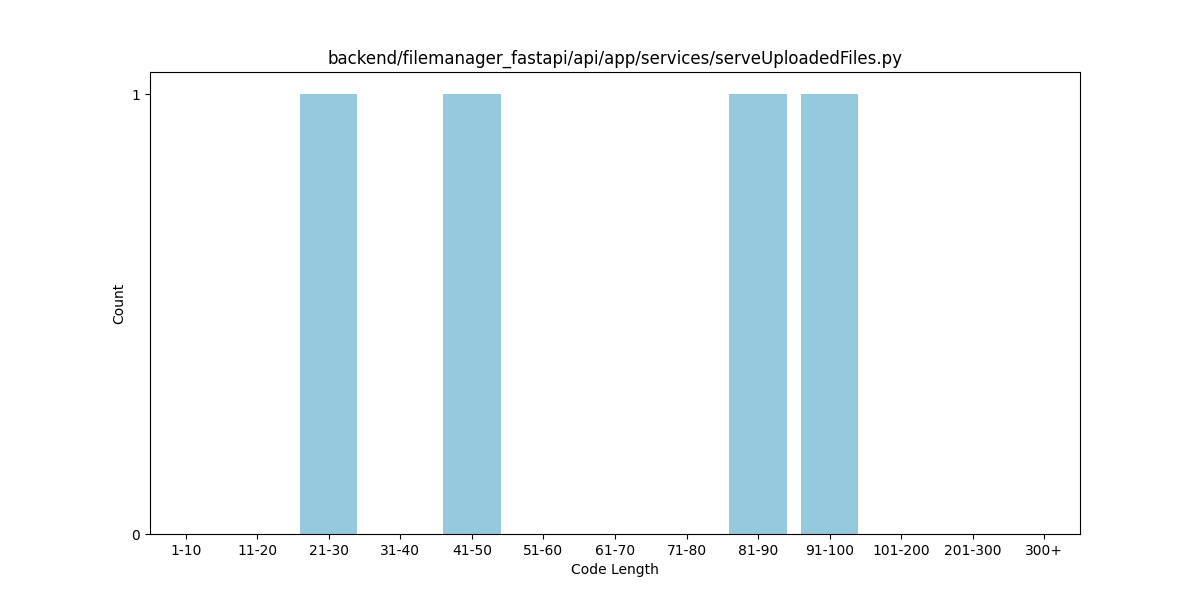 backend/filemanager_fastapi/api/app/services/serveUploadedFiles.py
1
Count
0
1-10 11-20 21-30 31-40 41-50 51-60 61-70 71-80 81-90 91-100 101-200 201-300 300+
Code Length